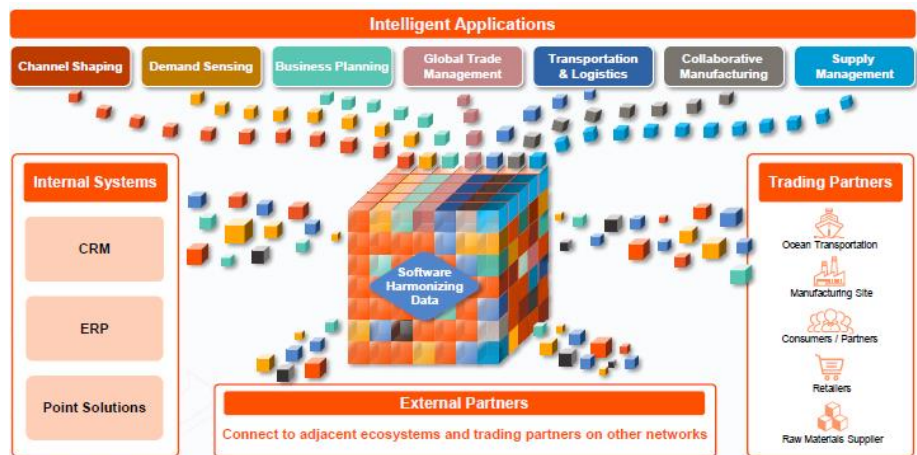 Intelligent Applications
Channel Shaping
Demand Sensing
Business Planning
Global Trade
Management
Transportation
& Logistics
Collaborative
Manufacturing
Supply
Management
Internal Systems
CRM
ERP
Point Solutions
Software
Harmonizing
Data
Trading Partners
Ocean Transportation
Manufacturing Site
Consumers / Partners
Retailers
Raw Materials Supplier
External Partners
Connect to adjacent ecosystems and trading partners on other networks